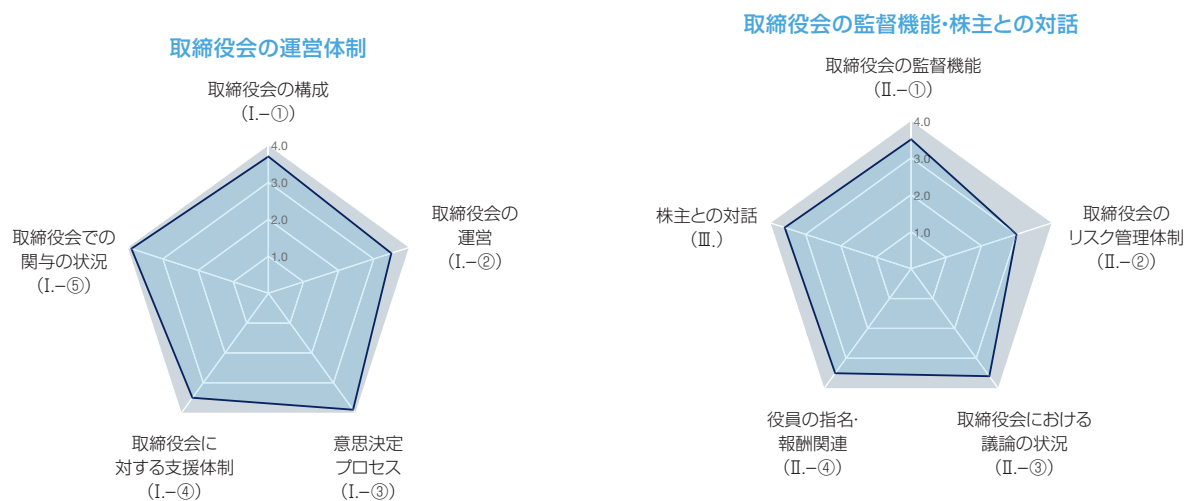 取締役会の運営体制
取締役会の構成
（Ⅰ.−①）
4.0
3.0
2.0
1.0
取締役会の
運営
（Ⅰ.−②）
意思決定
プロセス
（Ⅰ.−③）
取締役会に
対する支援体制
（Ⅰ.−④）
取締役会での
関与の状況
（Ⅰ.−⑤）
取締役会の監督機能・株主との対話
取締役会の監督機能
（Ⅱ.−①）
4.0
3.0
2.0
1.0
取締役会の
リスク管理体制
（Ⅱ.−②）
取締役会における
議論の状況
（Ⅱ.−③）
役員の指名・
報酬関連
（Ⅱ.−④）
株主との対話
（Ⅲ.）